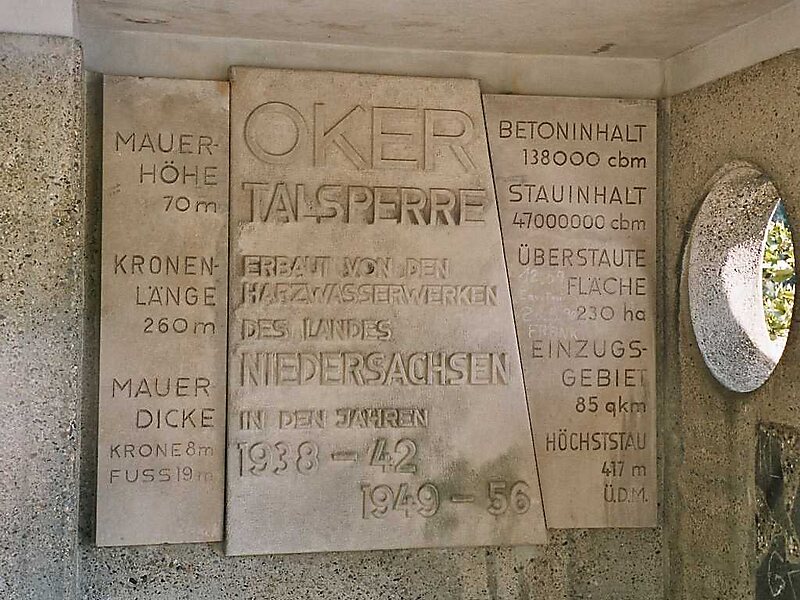 MAUER-
HÖHE
70 m
KRONEN-
LÄNGE
260 m
MAUER
DICKE
KRONE 8m
FUSS 19 m
OKER
TALSPERRE
ERBAUT VON DEN
HARZWASSERWERKEN
DES LANDES
NIEDERSACHSEN
IN DEN JAHREN
1938 – 42
1949 – 56
BETONINHALT
138000 cbm
STAUINHALT
47000000 cbm
ÜBERSTAUTE
FLÄCHE
230 ha
EINZUGS-
GEBIET
85 qkm
HÖCHSTSTAU
417 m
Ü.D.M.